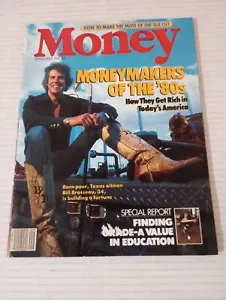 HOW TO MAKE THE MOST OF THE TAX CUT
Money
MONEYMAKERS
OF THE '80s
How They Get Rich in
Today's America
Born poor, Texas oilman
Bill Brosseau, 34,
is building a fortune
SPECIAL REPORT
FINDING
GRADE-A VALUE
IN EDUCATION